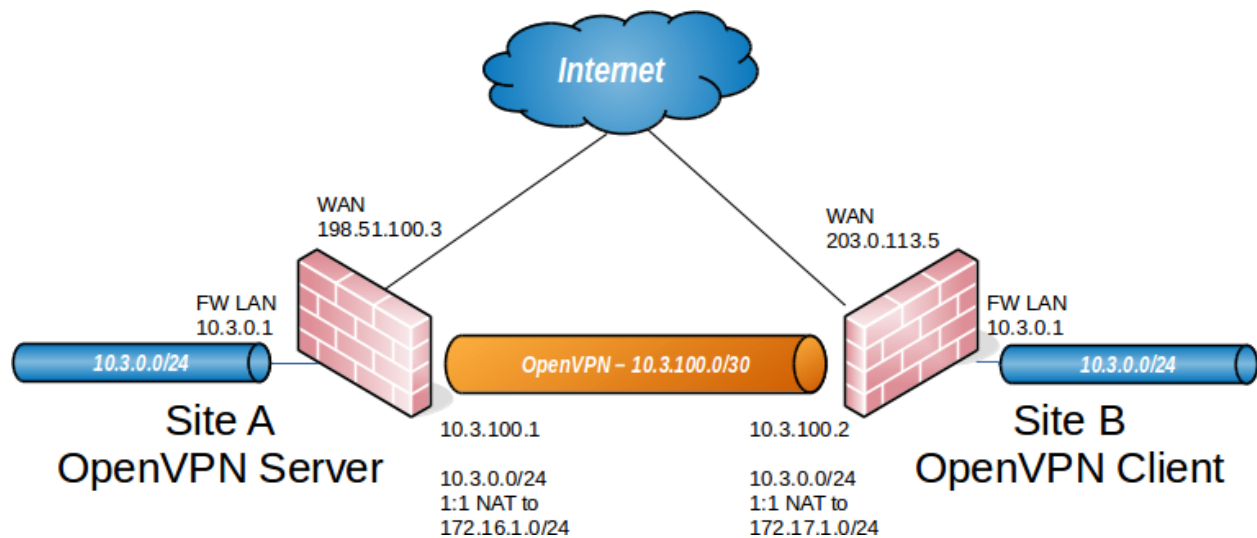 Internet
WAN
198.51.100.3
WAN
203.0.113.5
FW LAN
10.3.0.1
FW LAN
10.3.0.1
10.3.0.0/24
OpenVPN – 10.3.100.0/30
10.3.0.0/24
Site A
OpenVPN Server
10.3.100.1
10.3.0.0/24
1:1 NAT to
172.16.1.0/24
10.3.100.2
10.3.0.0/24
1:1 NAT to
172.17.1.0/24
Site B
OpenVPN Client